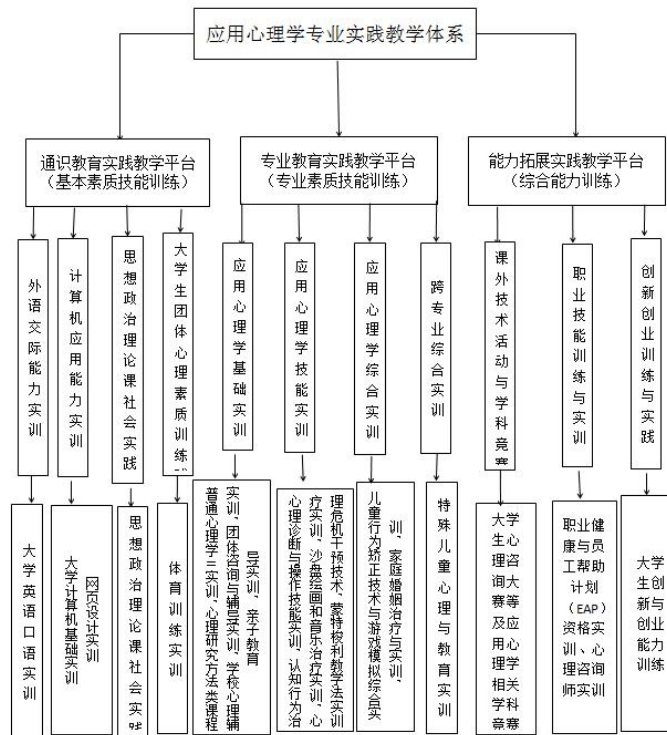 应用心理学专业实践教学体系
通识教育实践教学平台
（基本素质技能训练）
专业教育实践教学平台
（专业素质技能训练）
能力拓展实践教学平台
（综合能力训练）
外语交际能力实训
计算机应用能力实训
思想政治理论课社会实践
大学生团体心理素质训练
应用心理学基础实训
应用心理学技能实训
应用心理学综合实训
跨专业综合实训
课外技术活动与学科竞赛
职业技能训练与实训
创新创业训练与实践
大学英语口语实训
大学计算机基础实训
网页设计实训
思想政治理论课社会实践
体育训练实训
普通心理学三实训、心理研究方法类课程
实训、团体咨询与辅导实训、学校心理辅
导实训、亲子教育
心理诊断与操作技能实训、认知行为治
疗实训、沙盘绘画和音乐治疗实训、心
理危机干预技术、蒙特梭利教学法实训
儿童行为矫正技术与游戏模拟综合实
训、家庭婚姻治疗与实训、
特殊儿童心理与教育实训
大学
生心
理咨
询大
赛等
及应
用心
理学
相关
学科
竞赛
职业健
康与员
工帮助
计划
（EAP）
资格实
训、心
理咨询
师实训
大学
生创
新与
创业
能力
训练